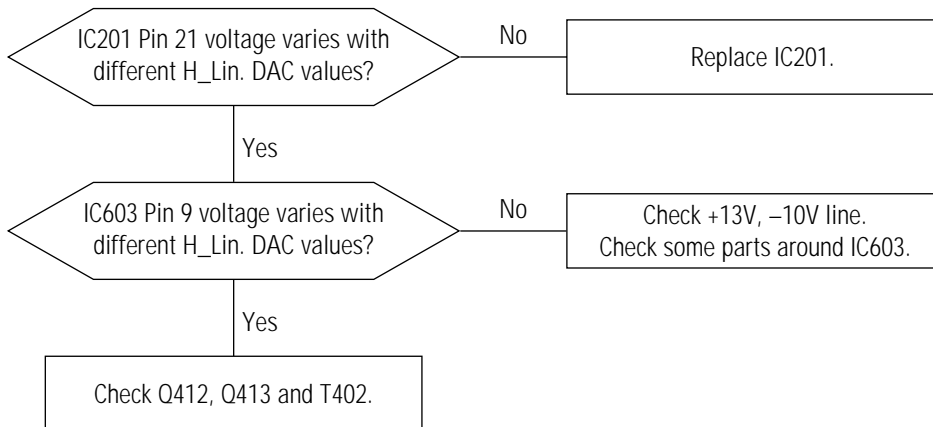 IC201 Pin 21 voltage varies with
different H_Lin. DAC values?
No
Replace IC201.
Yes
IC603 Pin 9 voltage varies with
different H_Lin. DAC values?
No
Check +13V, –10V line.
Check some parts around IC603.
Yes
Check Q412, Q413 and T402.